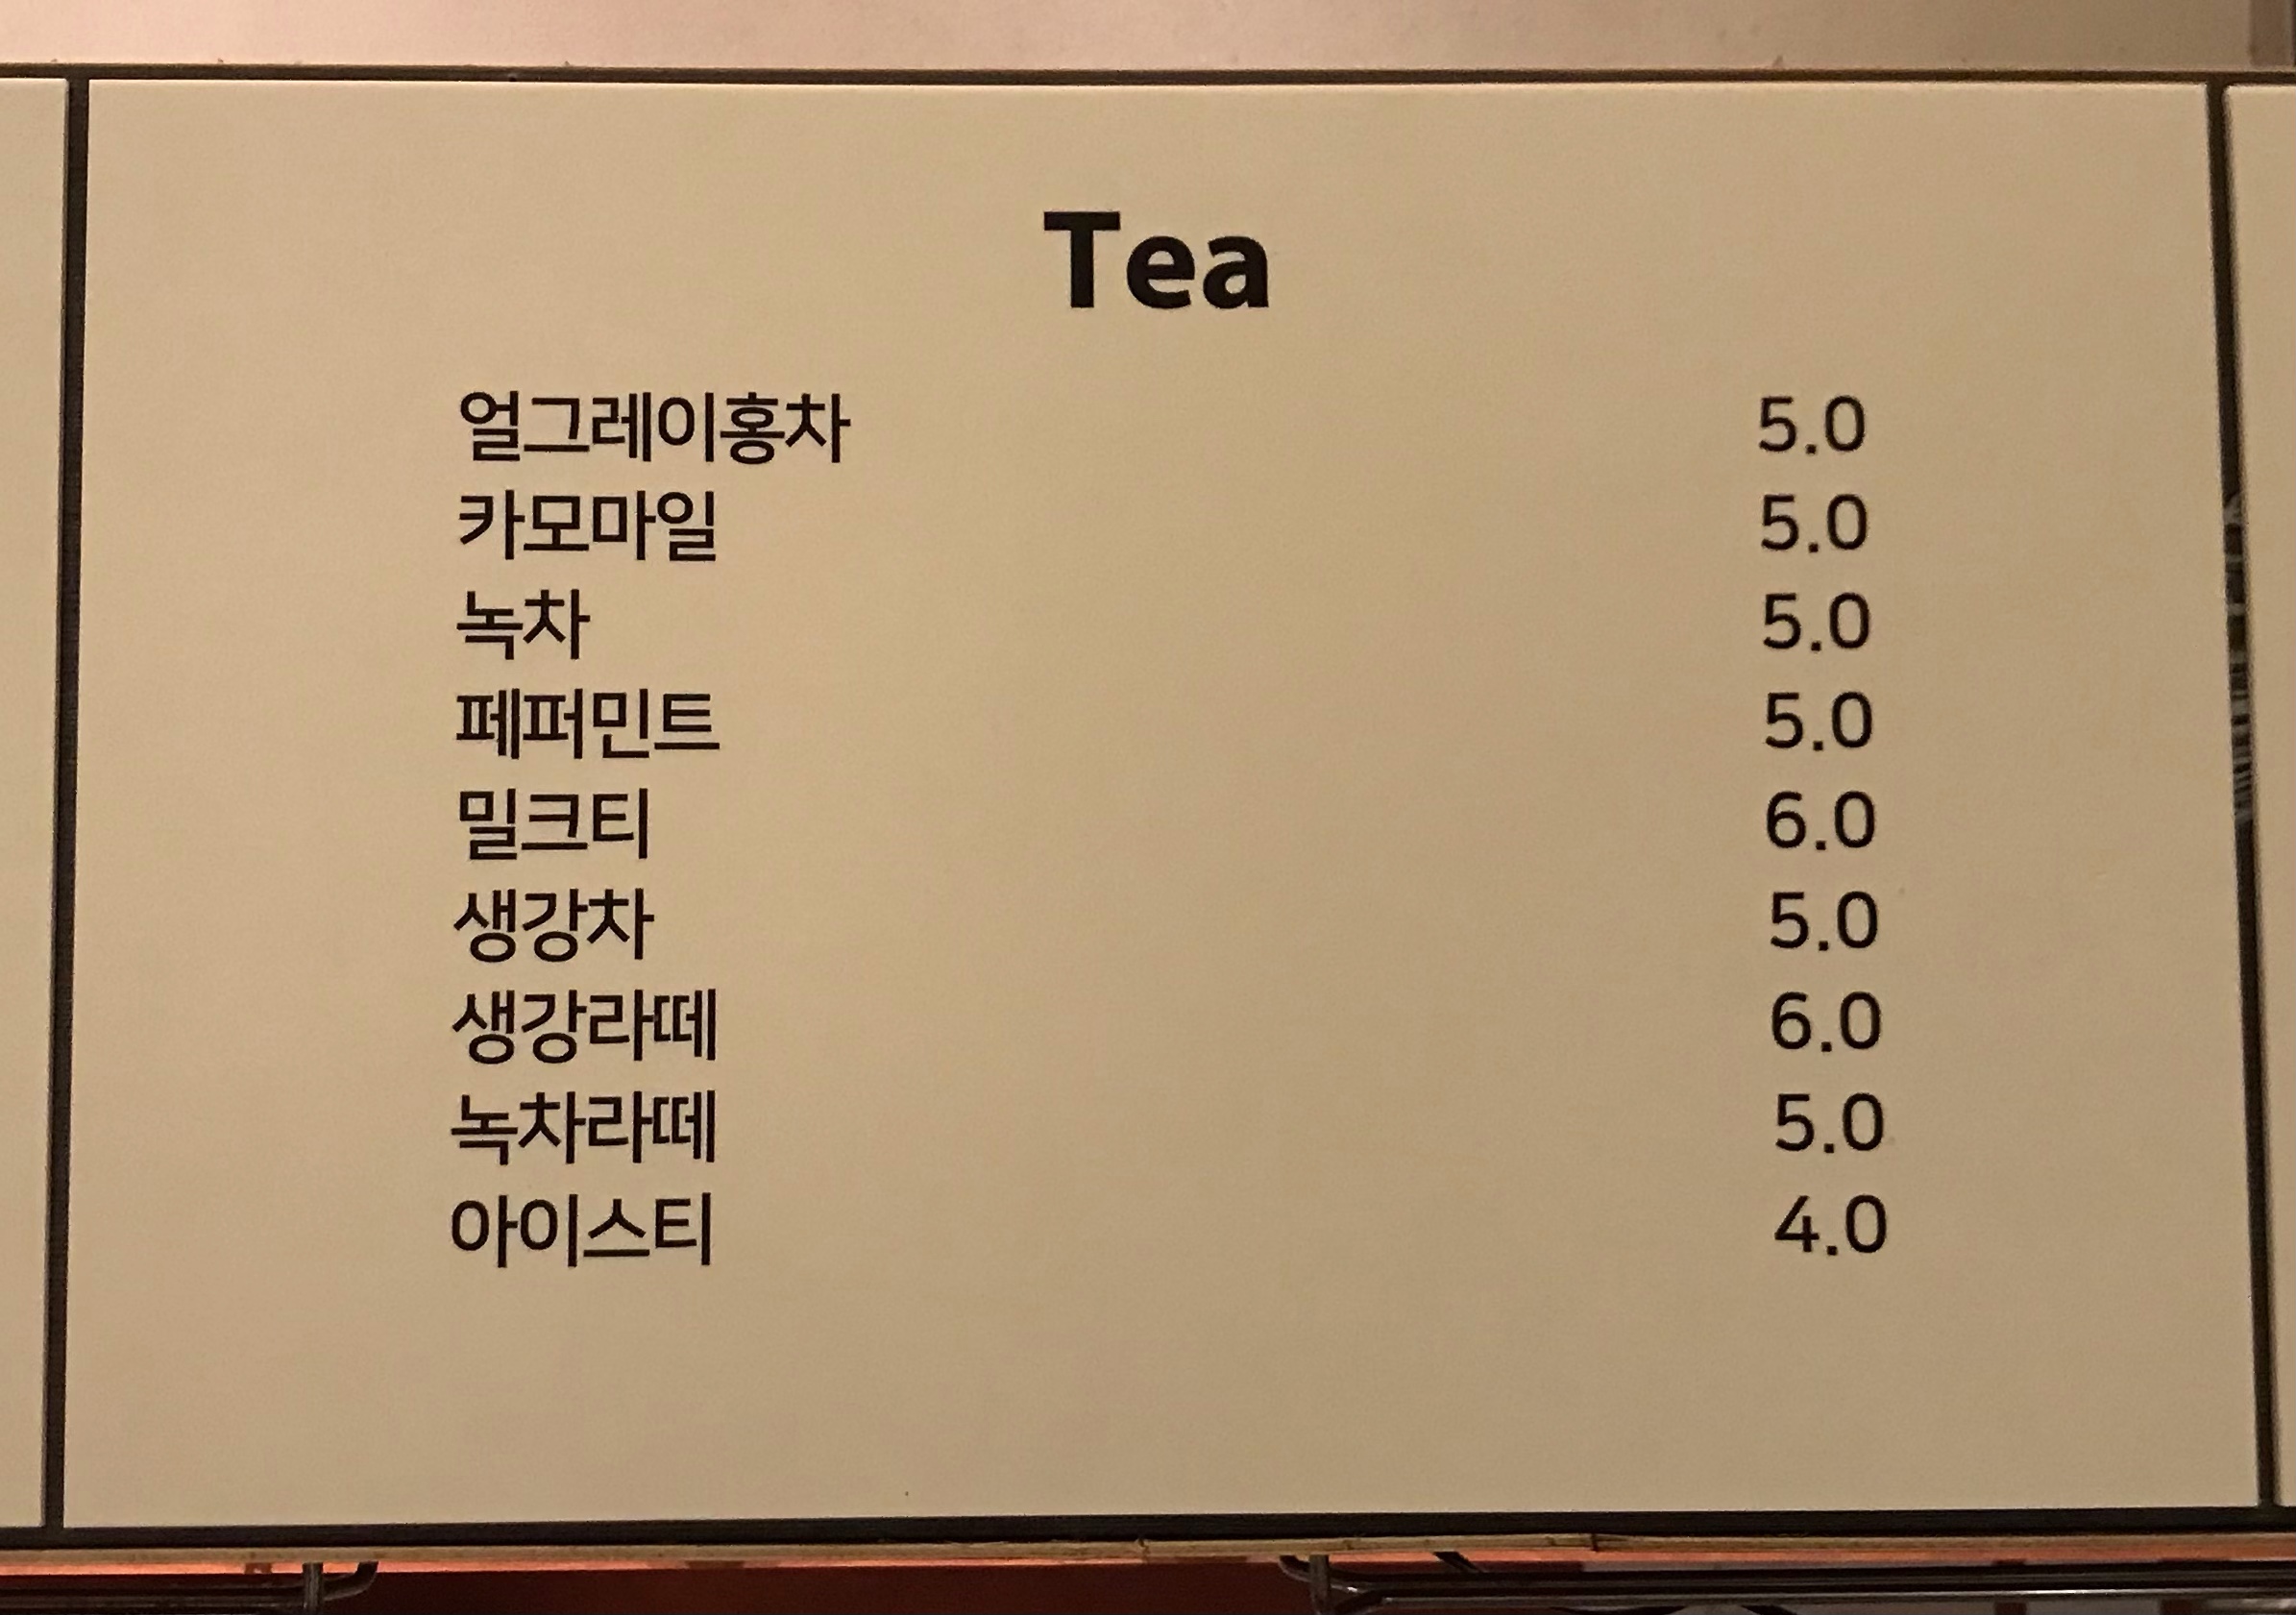 Tea
얼그레이홍차 5.0
카모마일 5.0
녹차 5.0
페퍼민트 5.0
밀크티 6.0
생강차 5.0
생강라떼 6.0
녹차라떼 5.0
아이스티 4.0